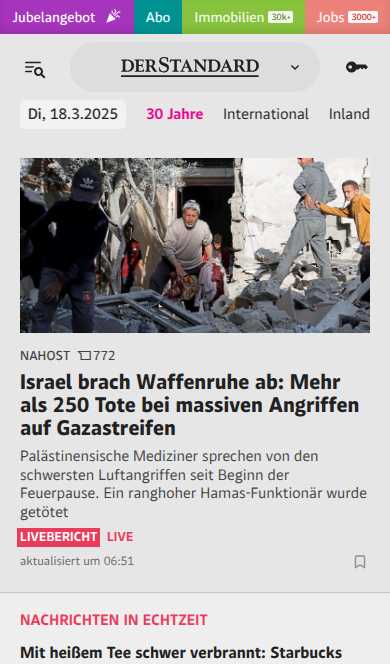 Jubelangebot Abo Immobilien 30k+ Jobs 3000+
DERSTANDARD
Di, 18.3.2025 30 Jahre International Inland
NAHOST 772
Israel brach Waffenruhe ab: Mehr
als 250 Tote bei massiven Angriffen
auf Gazastreifen
Palästinensische Mediziner sprechen von den
schwersten Luftangriffen seit Beginn der
Feuerpause. Ein ranghoher Hamas-Funktionär wurde
getötet
LIVEBERICHT LIVE
aktualisiert um 06:51
NACHRICHTEN IN ECHTZEIT
Mit heißem Tee schwer verbrannt: Starbucks